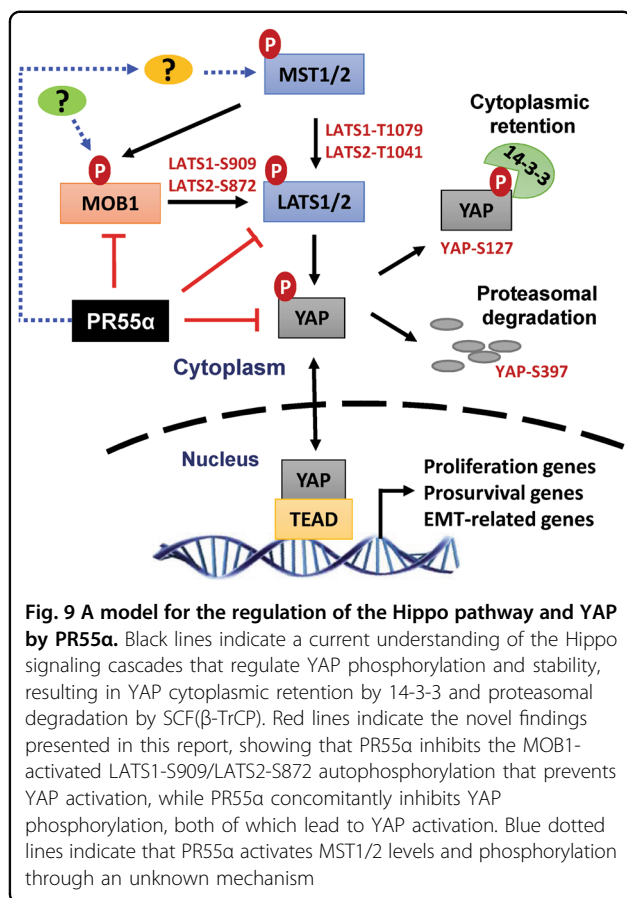 P
?
?
MST1/2
Cytoplasmic
retention
14-3-3
LATS1-T1079
LATS2-T1041
P
LATS1-S909
LATS2-S872
P
P
MOB1
LATS1/2
YAP
YAP-S127
P
PR55α
YAP
Proteasomal
degradation
YAP-S397
Cytoplasm
Nucleus
YAP
TEAD
Proliferation genes
Prosurvival genes
EMT-related genes
Fig. 9 A model for the regulation of the Hippo pathway and YAP
by PR55α. Black lines indicate a current understanding of the Hippo
signaling cascades that regulate YAP phosphorylation and stability,
resulting in YAP cytoplasmic retention by 14-3-3 and proteasomal
degradation by SCF(β-TrCP). Red lines indicate the novel findings
presented in this report, showing that PR55α inhibits the MOB1-
activated LATS1-S909/LATS2-S872 autophosphorylation that prevents
YAP activation, while PR55α concomitantly inhibits YAP
phosphorylation, both of which lead to YAP activation. Blue dotted
lines indicate that PR55α activates MST1/2 levels and phosphorylation
through an unknown mechanism